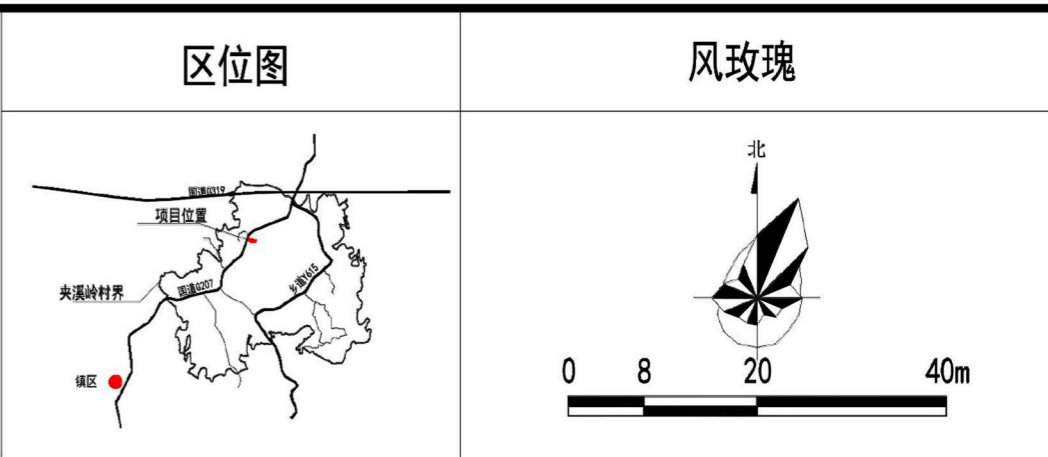 区位图
风玫瑰
国道G319
项目位置
夹溪岭村界
国道G207
乡道Y615
镇区
北
0 8 20 40m